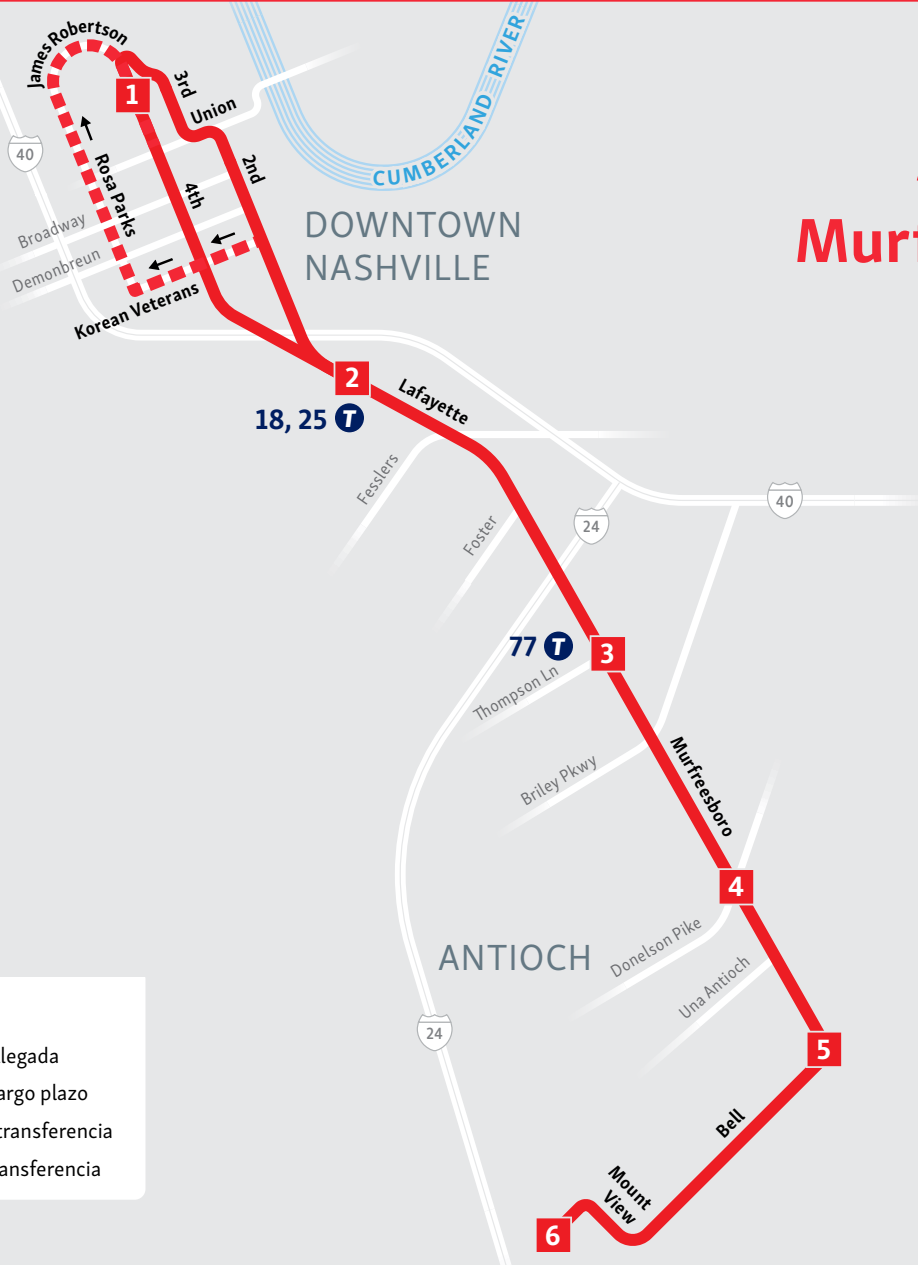 James Robertson
1
3rd
Union
CUMBERLAND RIVER
40
Rosa Parks
4th
2nd
Broadway
Demonbreun
Korean Veterans
DOWNTOWN
NASHVILLE
Murf
2
18, 25 T
Lafayette
Fesslers
Foster
24
40
77 T
3
Thompson Ln
Briley Pkwy
Murfreesboro
4
ANTIOCH
Donelson Pike
Una Antioch
24
5
Bell
Mount
View
6
legada
argo plazo
transferencia
ansferencia